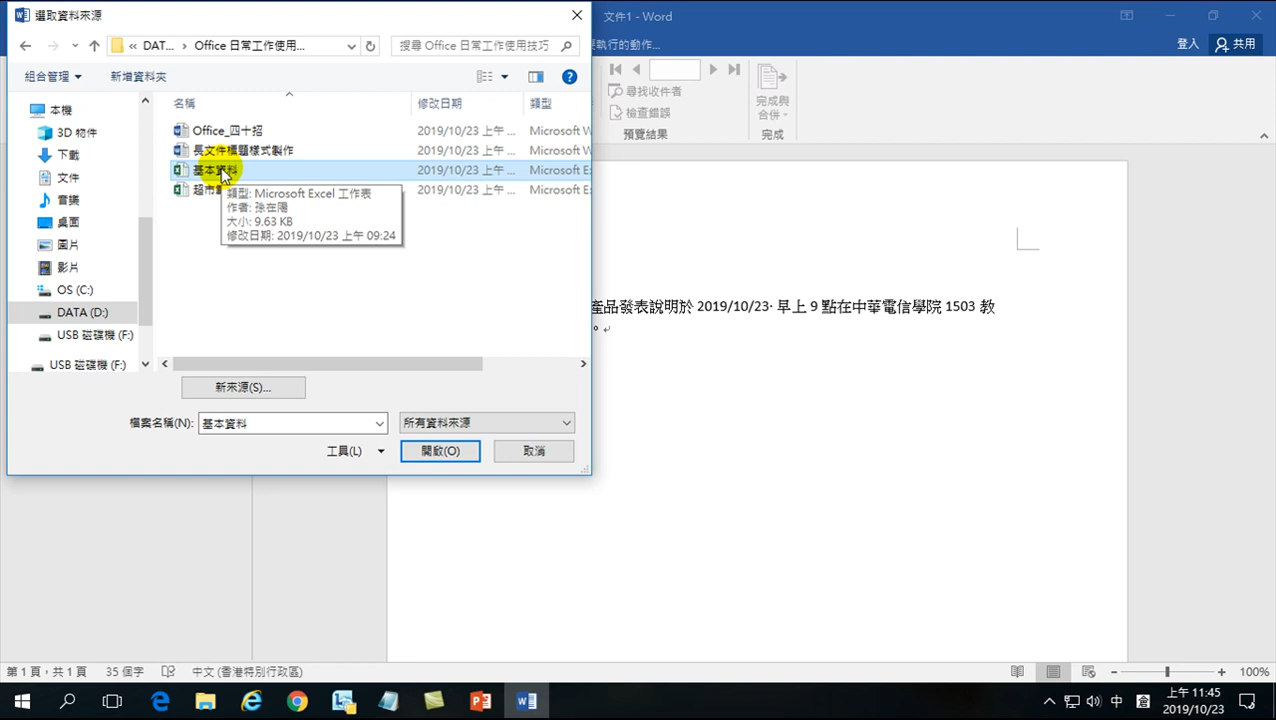 選取資料來源
文件1 - Word
« DAT... › Office 日常工作使用...
搜尋 Office 日常工作使用技巧
要執行的動作...
登入
共用
組合管理
新增資料夾
尋找收件者
檢查錯誤
預覽結果
完成與
合併
完成
名稱
修改日期
類型
本機
3D 物件
下載
文件
音樂
桌面
圖片
影片
OS (C:)
DATA (D:)
USB 磁碟機 (F:)
USB 磁碟機 (F:)
Office_四十招
2019/10/23 上午 ...
Microsoft W
長文件標題樣式製作
2019/10/23 上午 ...
Microsoft W
基本資料
2019/10/23 上午 ...
Microsoft E
超市
2019/10/23 上午 ...
Microsoft E
類型: Microsoft Excel 工作表
作者: 孫在陽
大小: 9.63 KB
修改日期: 2019/10/23 上午 09:24
新來源(S)...
檔案名稱(N):
基本資料
所有資料來源
工具(L)
開啟(O)
取消
產品發表說明於 2019/10/23· 早上 9 點在中華電信學院 1503 教
。
第 1 頁，共 1 頁
35 個字
中文 (香港特別行政區)
100%
中
倉
上午 11:45
2019/10/23